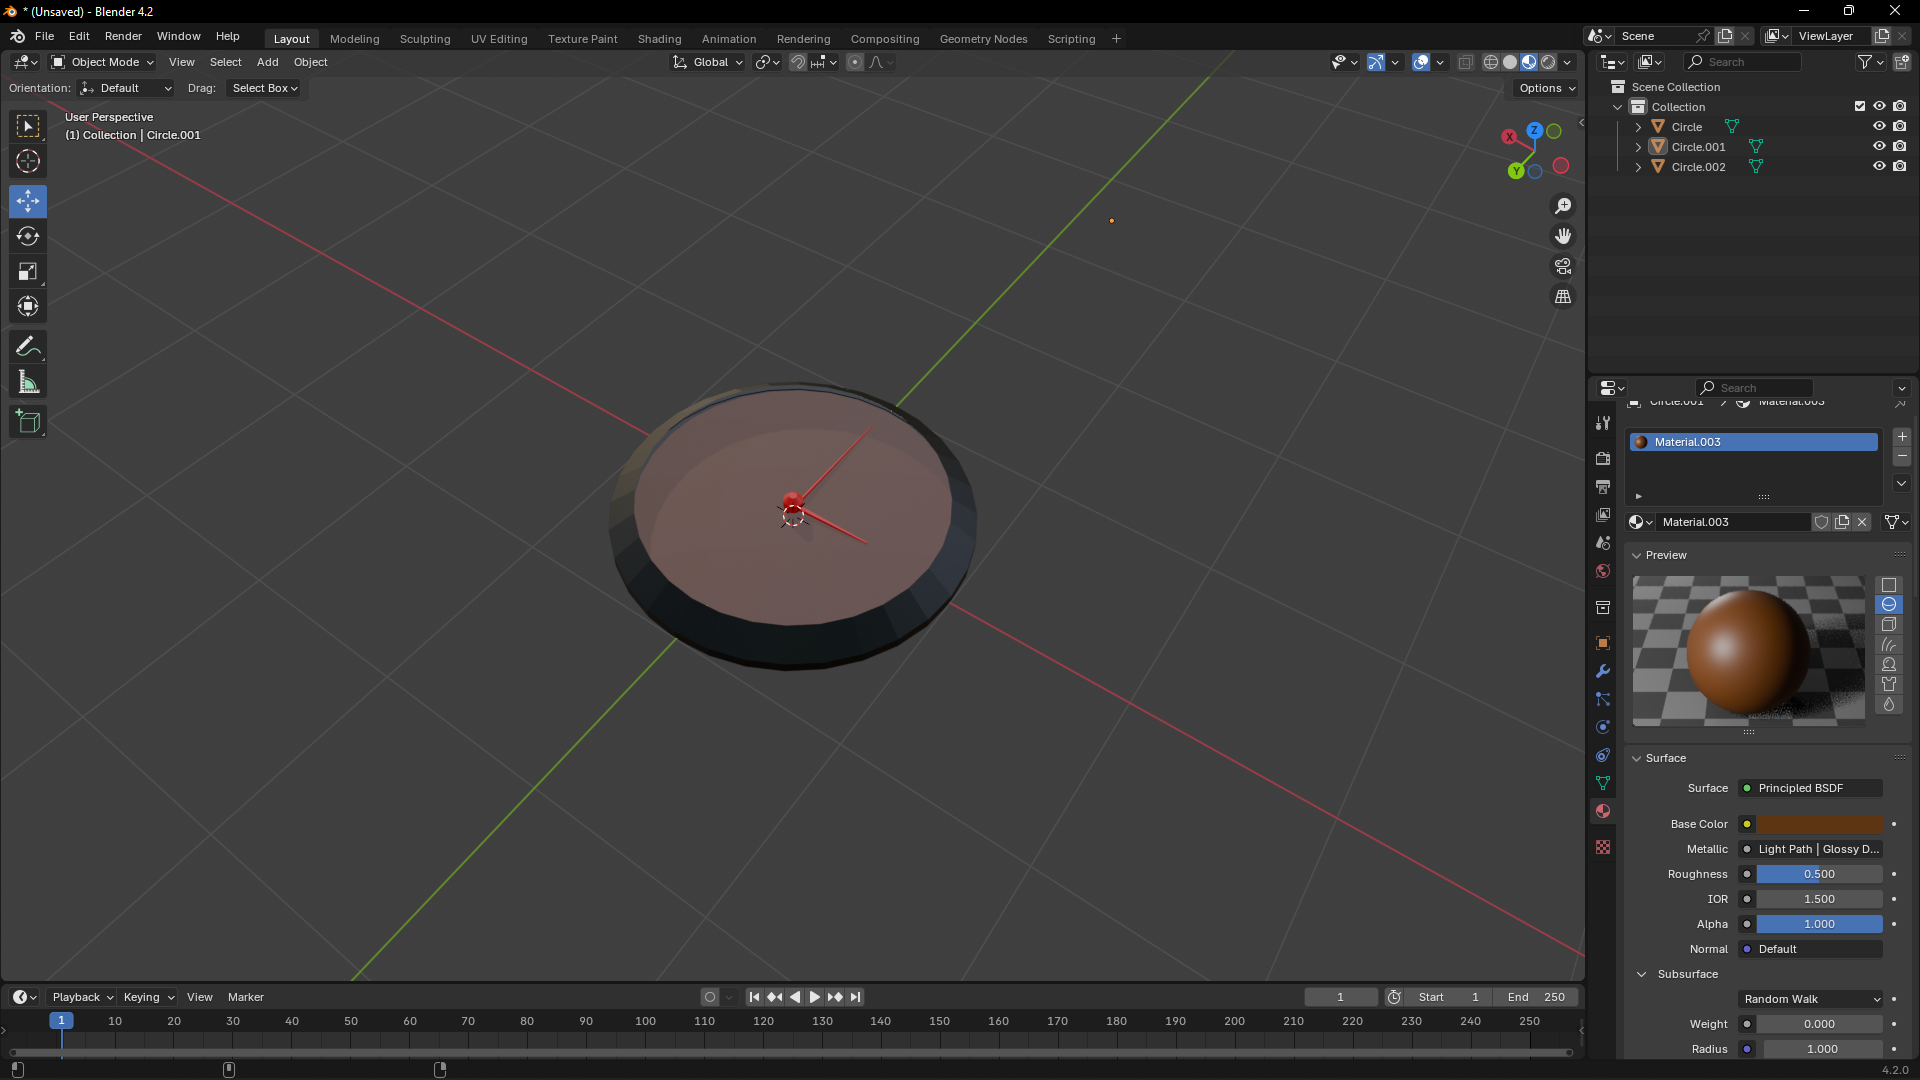 * (Unsaved) - Blender 4.2
File Edit Render Window Help
Layout Modeling Sculpting UV Editing Texture Paint Shading Animation Rendering Compositing Geometry Nodes Scripting +
Scene
ViewLayer
Object Mode View Select Add Object
Global
Search
Orientation: Default Drag: Select Box
Options
User Perspective
(1) Collection | Circle.001
X Z Y
Scene Collection
Collection
Circle
Circle.001
Circle.002
Search
Circle.001 > Material.003
Material.003
Material.003
Preview
Surface
Surface Principled BSDF
Base Color
Metallic Light Path | Glossy D...
Roughness 0.500
IOR 1.500
Alpha 1.000
Normal Default
Subsurface
Random Walk
Weight 0.000
Radius 1.000
Playback Keying View Marker
1 Start 1 End 250
1 10 20 30 40 50 60 70 80 90 100 110 120 130 140 150 160 170 180 190 200 210 220 230 240 250
4.2.0